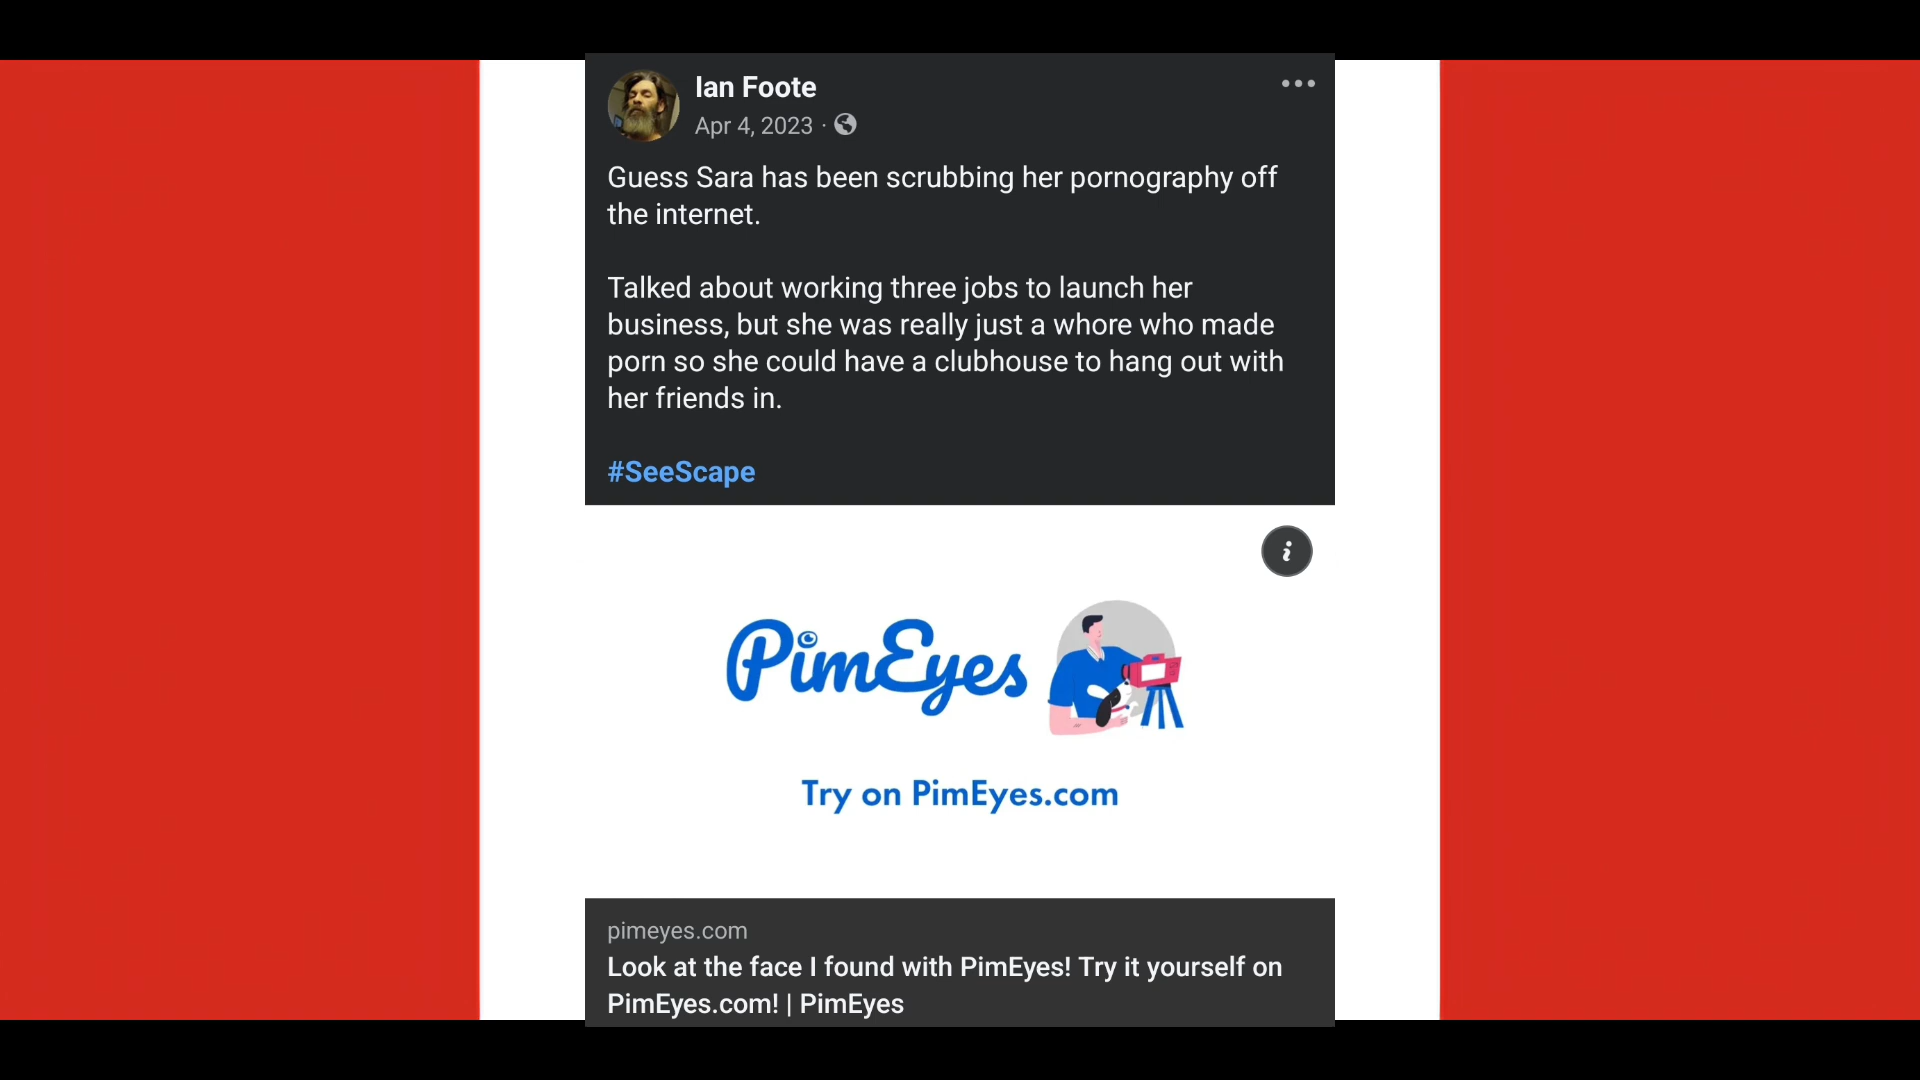 Ian Foote
Apr 4, 2023 ·
Guess Sara has been scrubbing her pornography off
the internet.
Talked about working three jobs to launch her
business, but she was really just a whore who made
porn so she could have a clubhouse to hang out with
her friends in.
#SeeScape
i
PimEyes
Try on PimEyes.com
pimeyes.com
Look at the face I found with PimEyes! Try it yourself on
PimEyes.com! | PimEyes